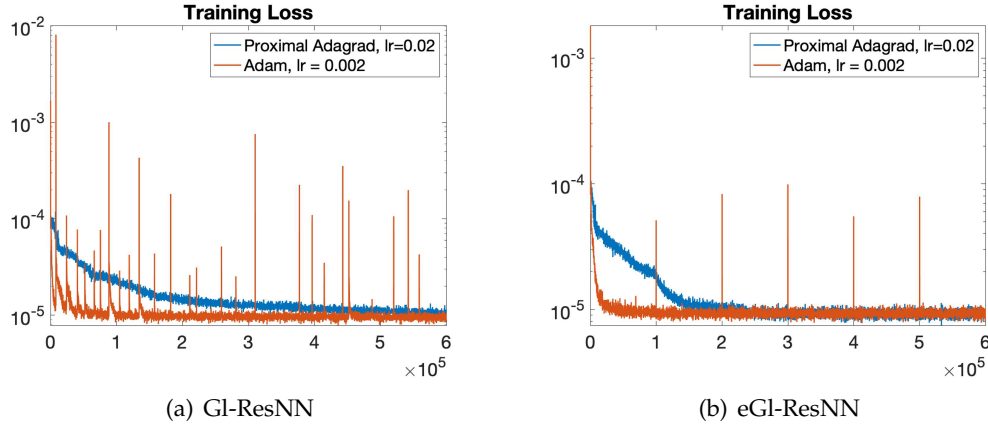 Training Loss
10^-2
10^-3
10^-4
10^-5
Proximal Adagrad, lr=0.02
Adam, lr = 0.002
0 1 2 3 4 5 6
×10^5
(a) Gl-ResNN
Training Loss
10^-3
10^-4
10^-5
Proximal Adagrad, lr=0.02
Adam, lr = 0.002
0 1 2 3 4 5 6
×10^5
(b) eGl-ResNN